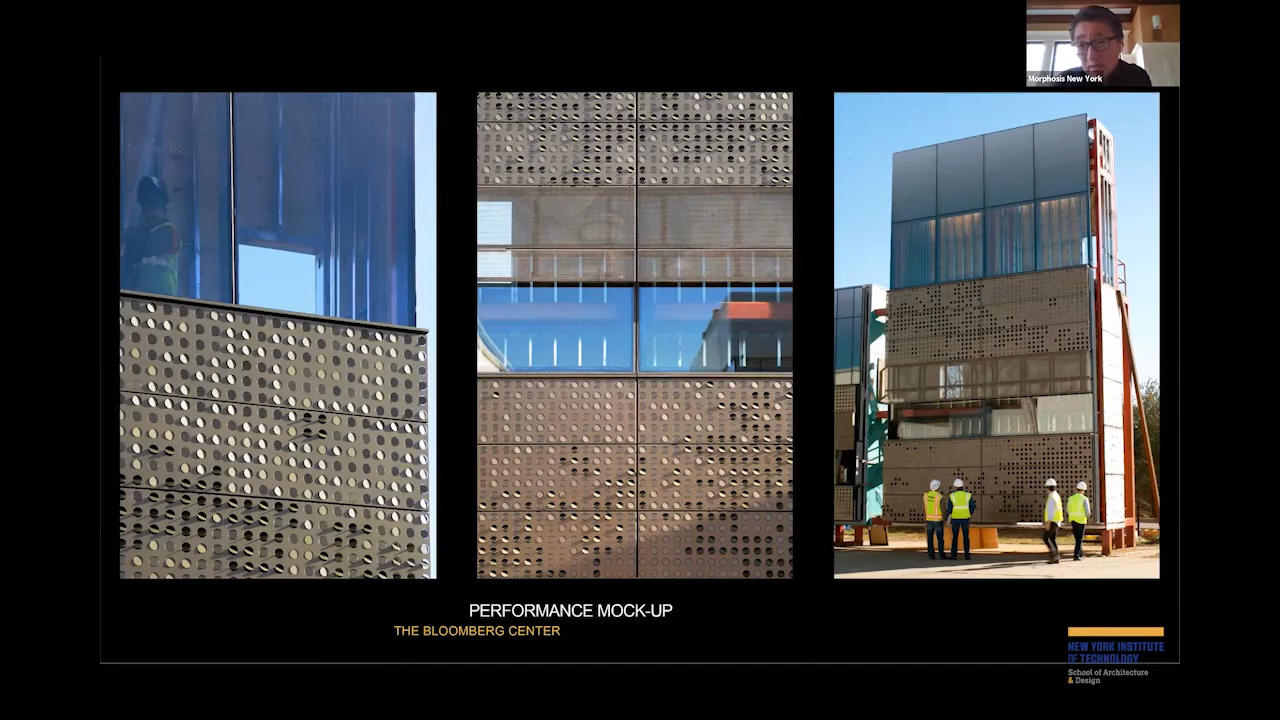 Morphosis New York
PERFORMANCE MOCK-UP
THE BLOOMBERG CENTER
NEW YORK INSTITUTE
OF TECHNOLOGY
School of Architecture
& Design